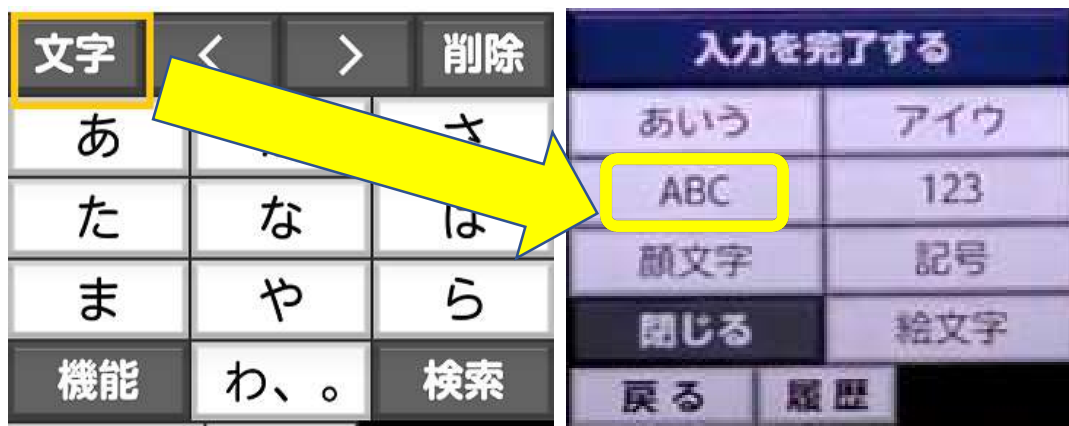 文字 < > 削除
あ さ
た な は
ま や ら
機能 わ、。 検索
入力を完了する
あいう アイウ
ABC 123
顔文字 記号
閉じる 絵文字
戻る 履歴